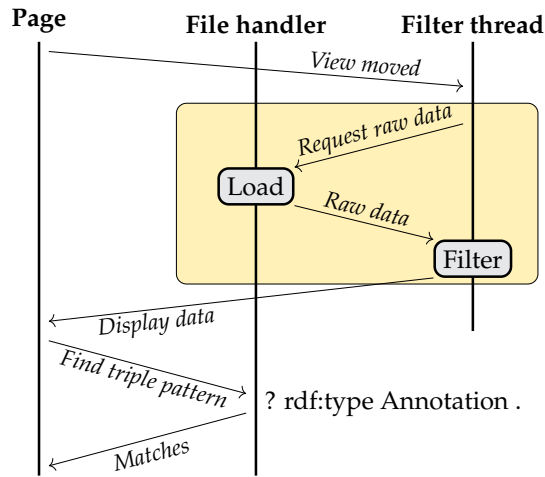 Page File handler Filter thread
View moved
Request raw data
Load
Raw data
Filter
Display data
Find triple pattern
? rdf:type Annotation .
Matches